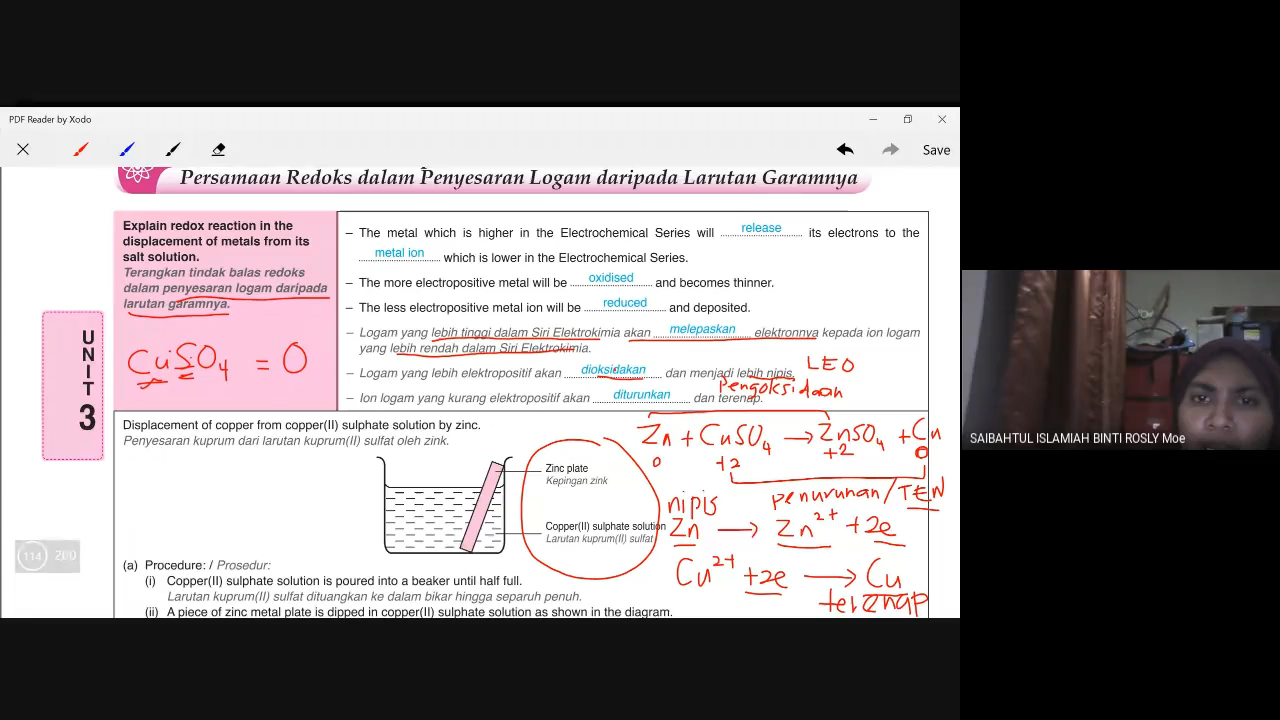 PDF Reader by Xodo
Save
Persamaan Redoks dalam Penyesaran Logam daripada Larutan Garamnya
Explain redox reaction in the
displacement of metals from its
salt solution.
Terangkan tindak balas redoks
dalam penyesaran logam daripada
larutan garamnya.
CuSO4 = 0
– The metal which is higher in the Electrochemical Series will release its electrons to the
metal ion which is lower in the Electrochemical Series.
– The more electropositive metal will be oxidised and becomes thinner.
– The less electropositive metal ion will be reduced and deposited.
– Logam yang lebih tinggi dalam Siri Elektrokimia akan melepaskan elektronnya kepada ion logam
yang lebih rendah dalam Siri Elektrokimia.
– Logam yang lebih elektropositif akan dioksidakan dan menjadi lebih nipis.
– Ion logam yang kurang elektropositif akan diturunkan dan terenap.
LEO
Pengoksidaan
UNIT
3
Displacement of copper from copper(II) sulphate solution by zinc.
Penyesaran kuprum dari larutan kuprum(II) sulfat oleh zink.
Zn + CuSO4 → ZnSO4 + Cu
0 +2 +2 0
Zinc plate
Kepingan zink
Copper(II) sulphate solution
Larutan kuprum(II) sulfat
penurunan / TEN
nipis
Zn → Zn2+ + 2e
Cu2+ + 2e → Cu
terenap
114
(a) Procedure: / Prosedur:
(i) Copper(II) sulphate solution is poured into a beaker until half full.
Larutan kuprum(II) sulfat dituangkan ke dalam bikar hingga separuh penuh.
(ii) A piece of zinc metal plate is dipped in copper(II) sulphate solution as shown in the diagram.
SAIBAHTUL ISLAMIAH BINTI ROSLY Moe